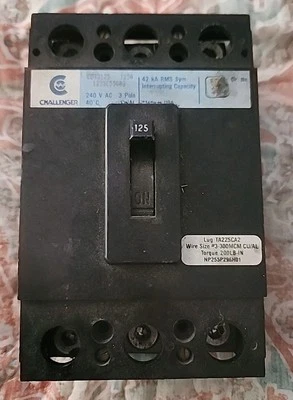 42 kA RMS Sym
Interrupting Capacity
CHALLENGER
240 V AC 3 Pole
40 C
125
ON
Lug TA225CA2
Wire Size #3-300MCM CU/AL
Torque 200LB-IN